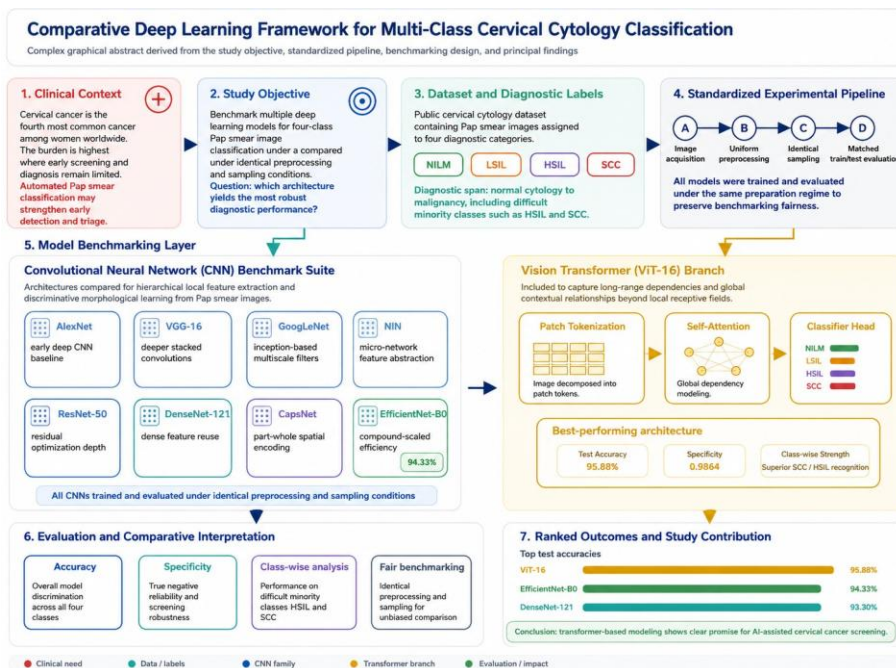 Comparative Deep Learning Framework for Multi-Class Cervical Cytology Classification
Complex graphical abstract derived from the study objective, standardized pipeline, benchmarking design, and principal findings
1. Clinical Context
Cervical cancer is the
fourth most common cancer
among women worldwide.
The burden is highest
where early screening and
diagnosis remain limited.
Automated Pap smear
classification may
strengthen early
detection and triage.
2. Study Objective
Benchmark multiple deep
learning models for four-class
Pap smear image
classification under a compared
under identical preprocessing
and sampling conditions.
Question: which architecture
yields the most robust
diagnostic performance?
3. Dataset and Diagnostic Labels
Public cervical cytology dataset
containing Pap smear images assigned
to four diagnostic categories.
NILM
LSIL
HSIL
SCC
Diagnostic span: normal cytology to
malignancy, including difficult
minority classes such as HSIL and SCC.
4. Standardized Experimental Pipeline
A
B
C
D
Image
acquisition
Uniform
preprocessing
Identical
sampling
Matched
train/test evaluatio
All models were trained and evaluated
under the same preparation regime to
preserve benchmarking fairness.
5. Model Benchmarking Layer
Convolutional Neural Network (CNN) Benchmark Suite
Architectures compared for hierarchical local feature extraction and
discriminative morphological learning from Pap smear images.
AlexNet
early deep CNN
baseline
VGG-16
deeper stacked
convolutions
GoogLeNet
inception-based
multiscale filters
NIN
micro-network
feature abstraction
ResNet-50
residual
optimization depth
DenseNet-121
dense feature reuse
CapsNet
part-whole spatial
encoding
EfficientNet-B0
compound-scaled
efficiency
94.33%
All CNNs trained and evaluated under identical preprocessing and sampling conditions
Vision Transformer (ViT-16) Branch
Included to capture long-range dependencies and global
contextual relationships beyond local receptive fields.
Patch Tokenization
Image decomposed into
patch tokens.
Self-Attention
Global dependency
modeling.
Classifier Head
NILM
LSIL
HSIL
SCC
Best-performing architecture
Test Accuracy
95.88%
Specificity
0.9864
Class-wise Strength
Superior SCC / HSIL recognition
6. Evaluation and Comparative Interpretation
Accuracy
Overall model
discrimination
across all four
classes
Specificity
True negative
reliability and
screening
robustness
Class-wise analysis
Performance on
difficult minority
classes HSIL and
SCC
Fair benchmarking
Identical
preprocessing and
sampling for
unbiased comparison
7. Ranked Outcomes and Study Contribution
Top test accuracies
ViT-16
95.88%
EfficientNet-B0
94.33%
DenseNet-121
93.30%
Conclusion: transformer-based modeling shows clear promise for AI-assisted cervical cancer screening.
Clinical need
Data / labels
CNN family
Transformer branch
Evaluation / impact